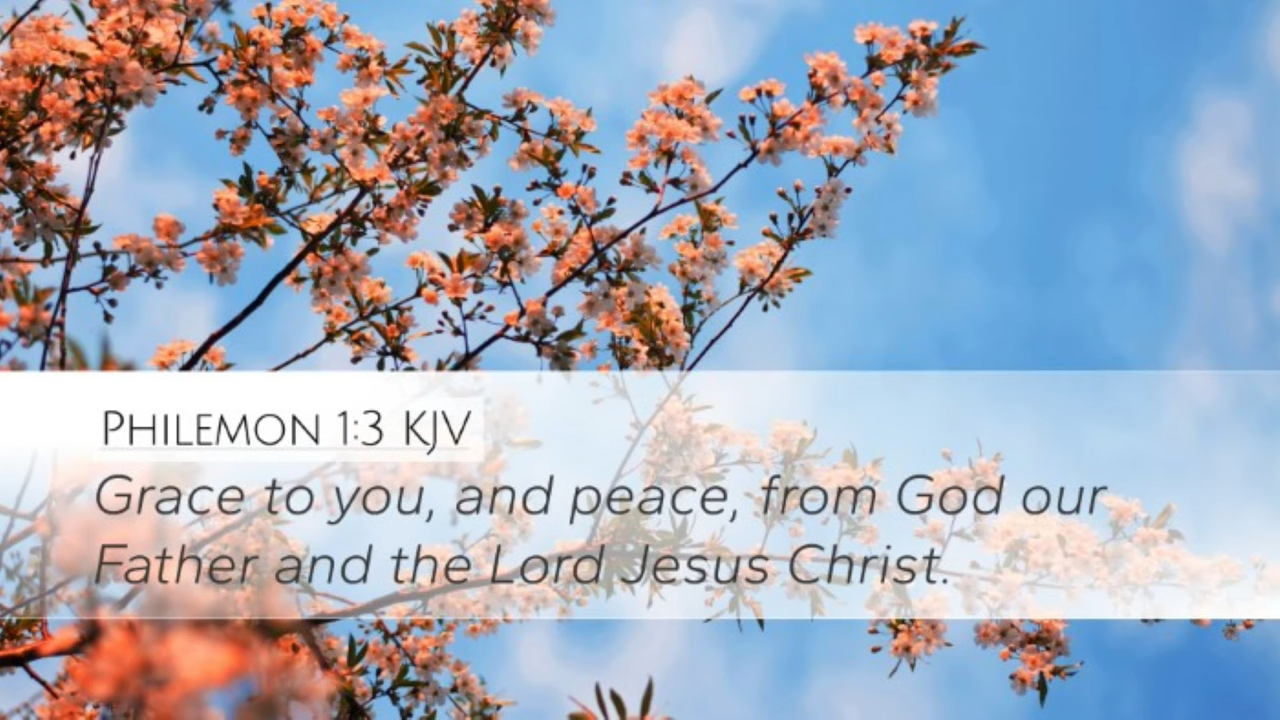 Philemon 1:3 KJV
Grace to you, and peace, from God our
Father and the Lord Jesus Christ.